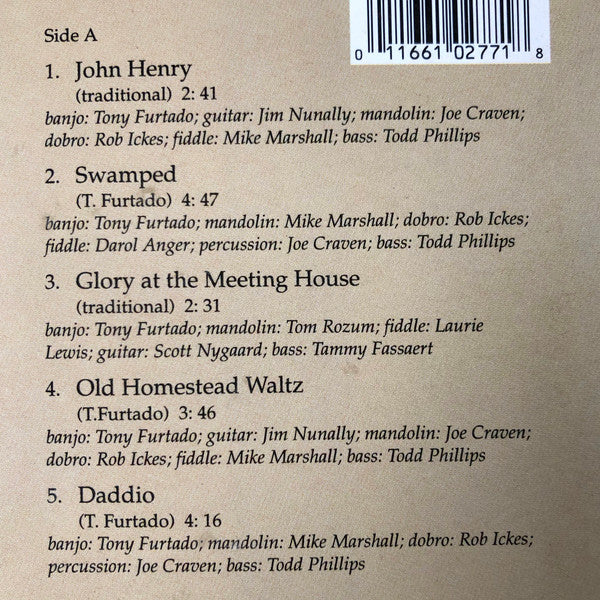 Side A
0 11661 02771 8
1. John Henry
(traditional) 2: 41
banjo: Tony Furtado; guitar: Jim Nunally; mandolin: Joe Craven;
dobro: Rob Ickes; fiddle: Mike Marshall; bass: Todd Phillips
2. Swamped
(T. Furtado) 4: 47
banjo: Tony Furtado; mandolin: Mike Marshall; dobro: Rob Ickes;
fiddle: Darol Anger; percussion: Joe Craven; bass: Todd Phillips
3. Glory at the Meeting House
(traditional) 2: 31
banjo: Tony Furtado; mandolin: Tom Rozum; fiddle: Laurie
Lewis; guitar: Scott Nygaard; bass: Tammy Fassaert
4. Old Homestead Waltz
(T.Furtado) 3: 46
banjo: Tony Furtado; guitar: Jim Nunally; mandolin: Joe Craven;
dobro: Rob Ickes; fiddle: Mike Marshall; bass: Todd Phillips
5. Daddio
(T. Furtado) 4: 16
banjo: Tony Furtado; mandolin: Mike Marshall; dobro: Rob Ickes;
percussion: Joe Craven; bass: Todd Phillips